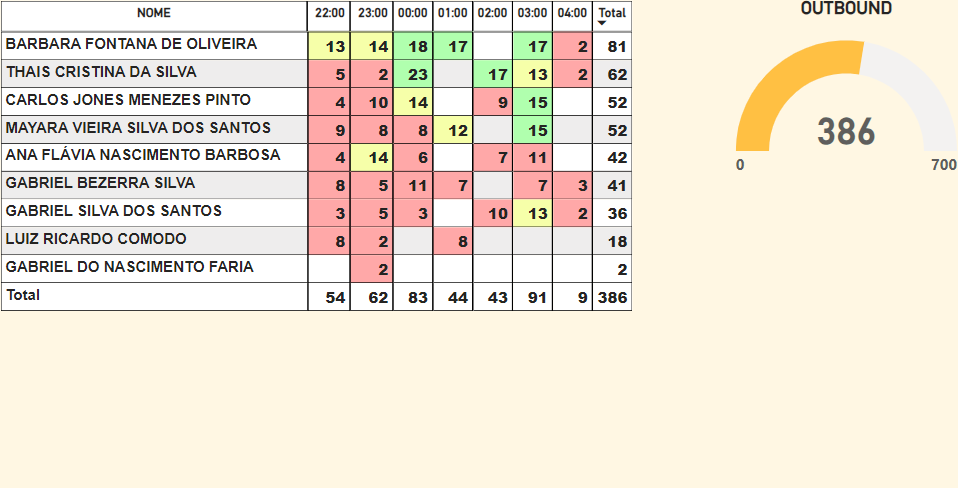 NOME 22:00 23:00 00:00 01:00 02:00 03:00 04:00 Total
BARBARA FONTANA DE OLIVEIRA 13 14 18 17 17 2 81
THAIS CRISTINA DA SILVA 5 2 23 17 13 2 62
CARLOS JONES MENEZES PINTO 4 10 14 9 15 52
MAYARA VIEIRA SILVA DOS SANTOS 9 8 8 12 15 52
ANA FLÁVIA NASCIMENTO BARBOSA 4 14 6 7 11 42
GABRIEL BEZERRA SILVA 8 5 11 7 7 3 41
GABRIEL SILVA DOS SANTOS 3 5 3 10 13 2 36
LUIZ RICARDO COMODO 8 2 8 18
GABRIEL DO NASCIMENTO FARIA 2 2
Total 54 62 83 44 43 91 9 386
OUTBOUND
386
0 700